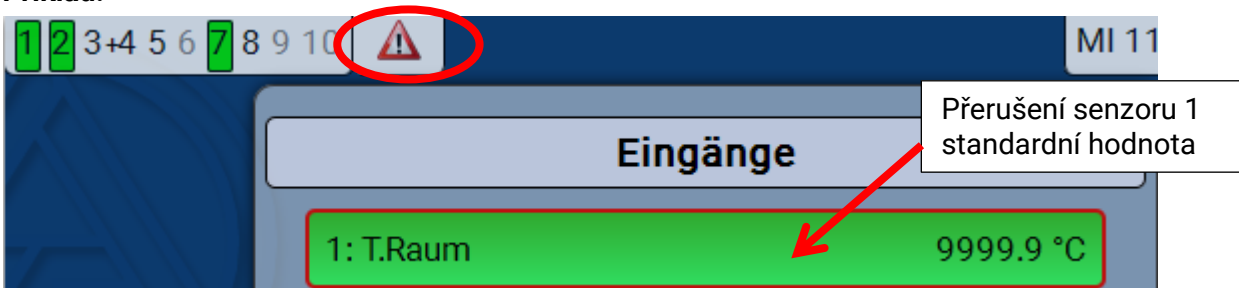 1 2 3+4 5 6 7 8 9 10
MI 11
Přerušení senzoru 1
standardní hodnota
Eingänge
1: T.Raum 9999.9 °C